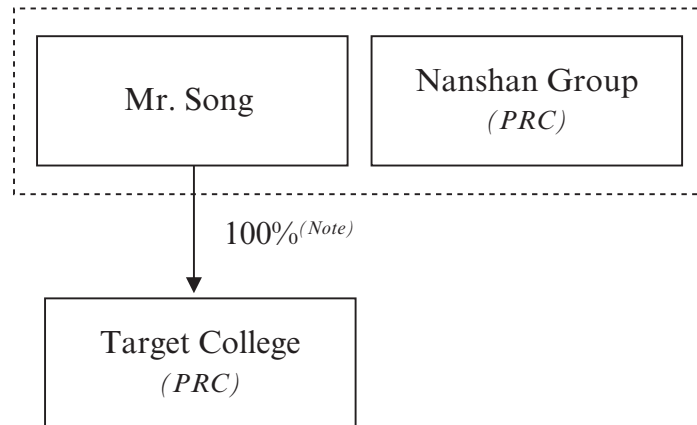 Mr. Song
Nanshan Group
(PRC)
100%(Note)
Target College
(PRC)